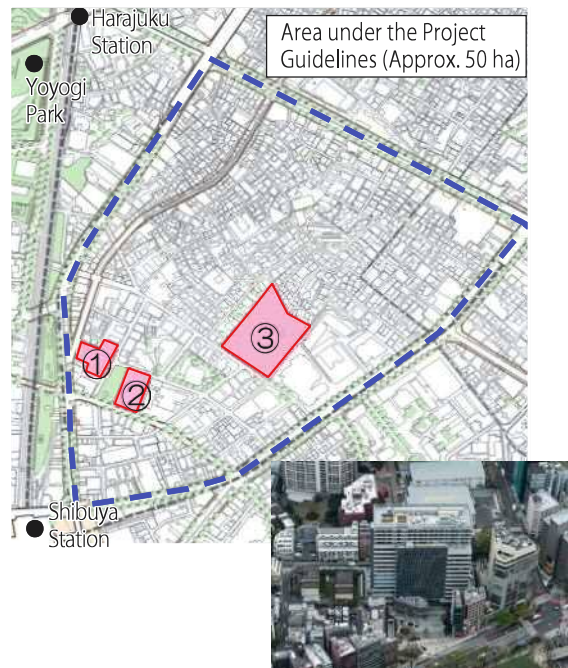 Harajuku
Station
Area under the Project
Guidelines (Approx. 50 ha)
Yoyogi
Park
①
②
③
Shibuya
Station